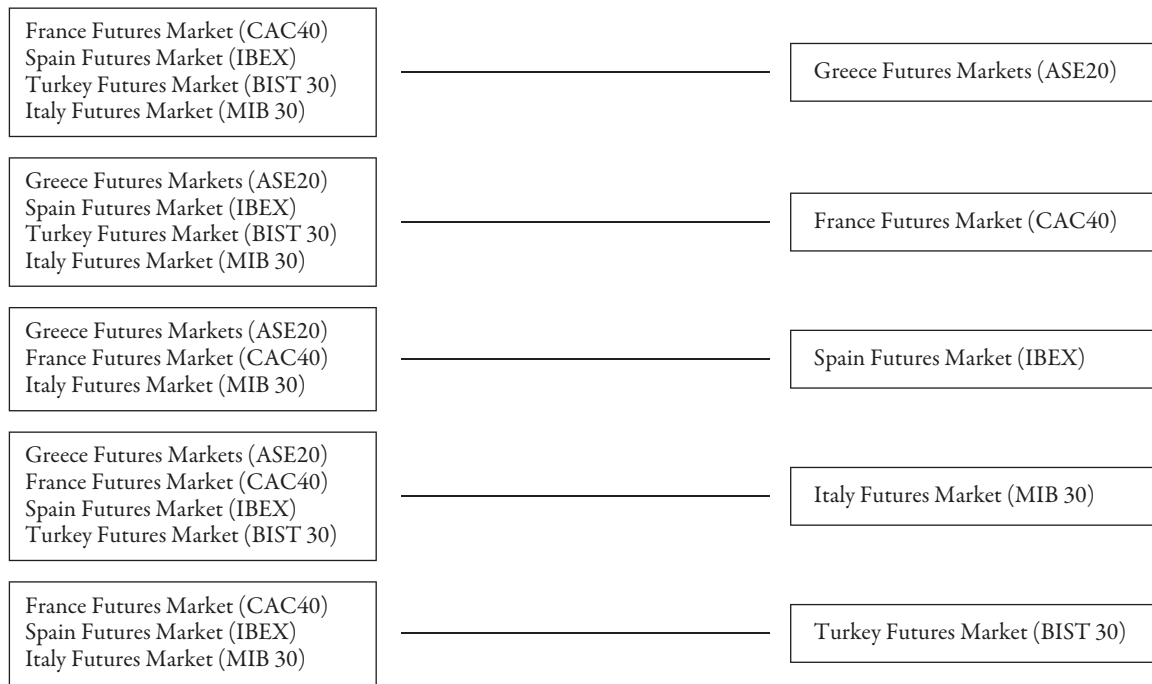 France Futures Market (CAC40)
Spain Futures Market (IBEX)
Turkey Futures Market (BIST 30)
Italy Futures Market (MIB 30)
Greece Futures Markets (ASE20)
Greece Futures Markets (ASE20)
Spain Futures Market (IBEX)
Turkey Futures Market (BIST 30)
Italy Futures Market (MIB 30)
France Futures Market (CAC40)
Greece Futures Markets (ASE20)
France Futures Market (CAC40)
Italy Futures Market (MIB 30)
Spain Futures Market (IBEX)
Greece Futures Markets (ASE20)
France Futures Market (CAC40)
Spain Futures Market (IBEX)
Turkey Futures Market (BIST 30)
Italy Futures Market (MIB 30)
France Futures Market (CAC40)
Spain Futures Market (IBEX)
Italy Futures Market (MIB 30)
Turkey Futures Market (BIST 30)